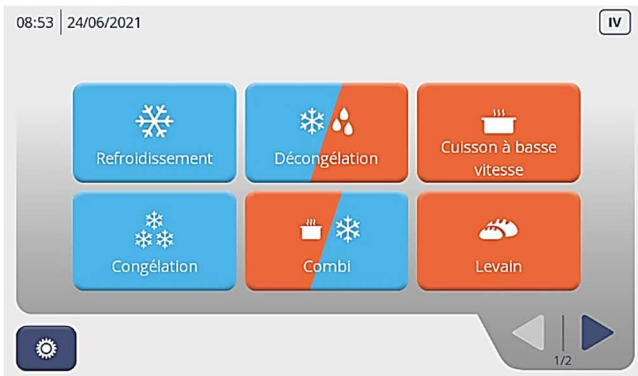 08:53 24/06/2021
IV
Refroidissement
Décongélation
Cuisson à basse
vitesse
Congélation
Combi
Levain
1/2